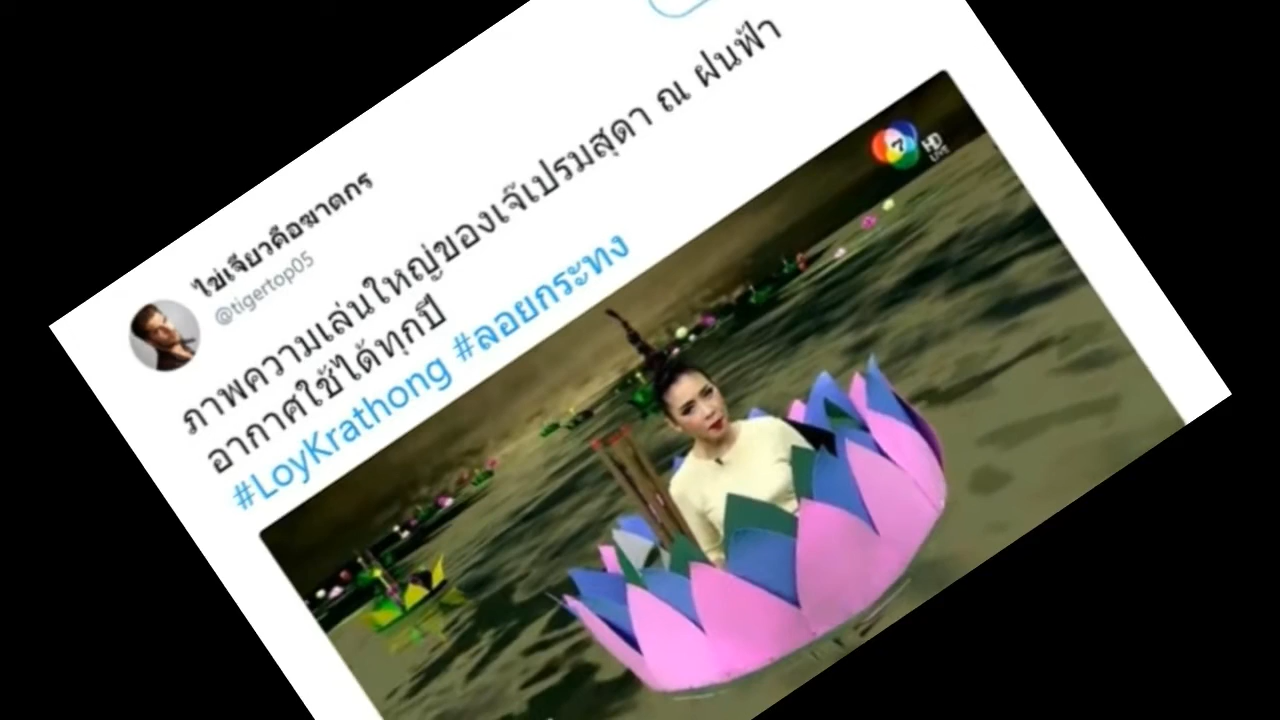 ไข่เจียวคือฆาตกร
@tigertop05
ภาพความเล่นใหญ่ของเจ๊เปรมสุดา ณ ฝนฟ้า
อากาศใช้ได้ทุกปี
#LoyKrathong #ลอยกระทง
7 HD
LIVE